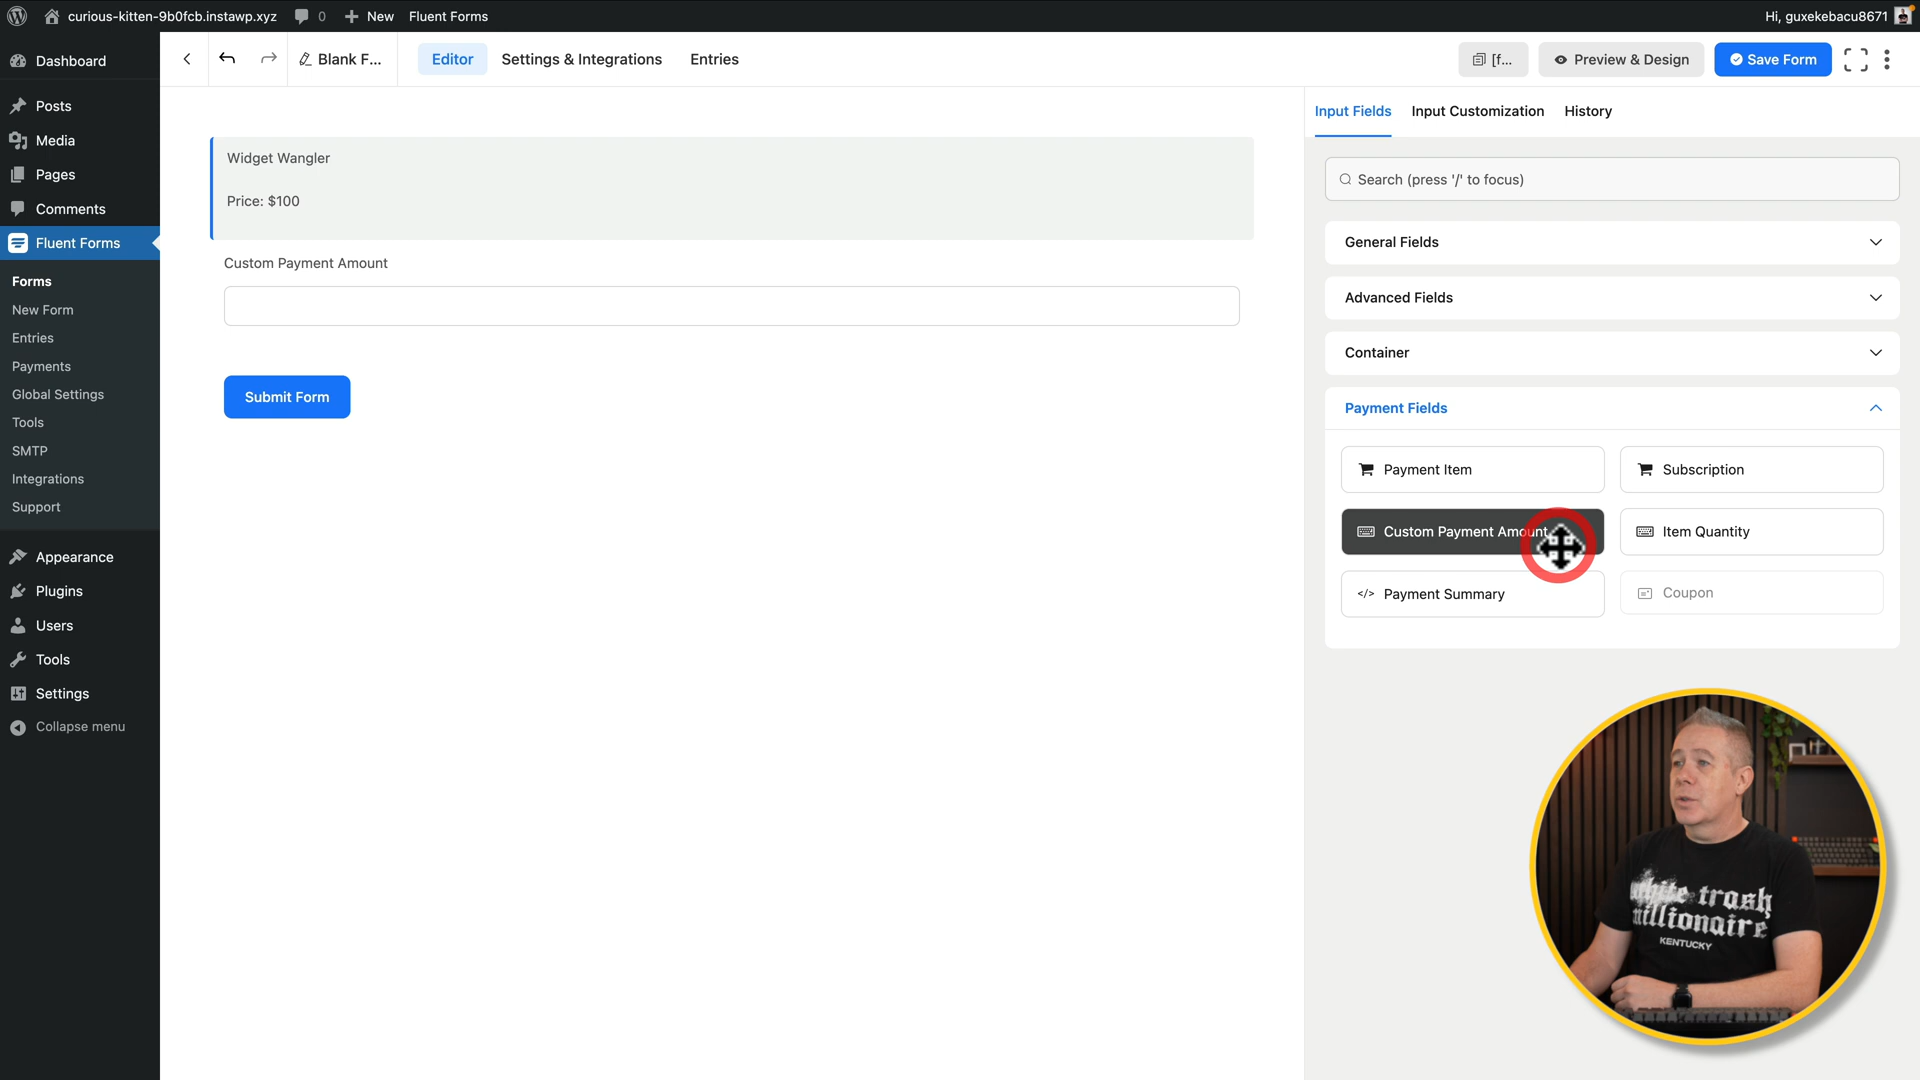 curious-kitten-9b0fcb.instawp.xyz 0 New Fluent Forms Hi, guxekebacu8671
Dashboard
Posts
Media
Pages
Comments
Fluent Forms
Forms
New Form
Entries
Payments
Global Settings
Tools
SMTP
Integrations
Support
Appearance
Plugins
Users
Tools
Settings
Collapse menu
Blank F... Editor Settings & Integrations Entries [f... Preview & Design Save Form
Widget Wangler
Price: $100
Custom Payment Amount
Submit Form
Input Fields Input Customization History
Search (press '/' to focus)
General Fields
Advanced Fields
Container
Payment Fields
Payment Item Subscription
Custom Payment Amount Item Quantity
</> Payment Summary Coupon
white trash
millionaire
KENTUCKY